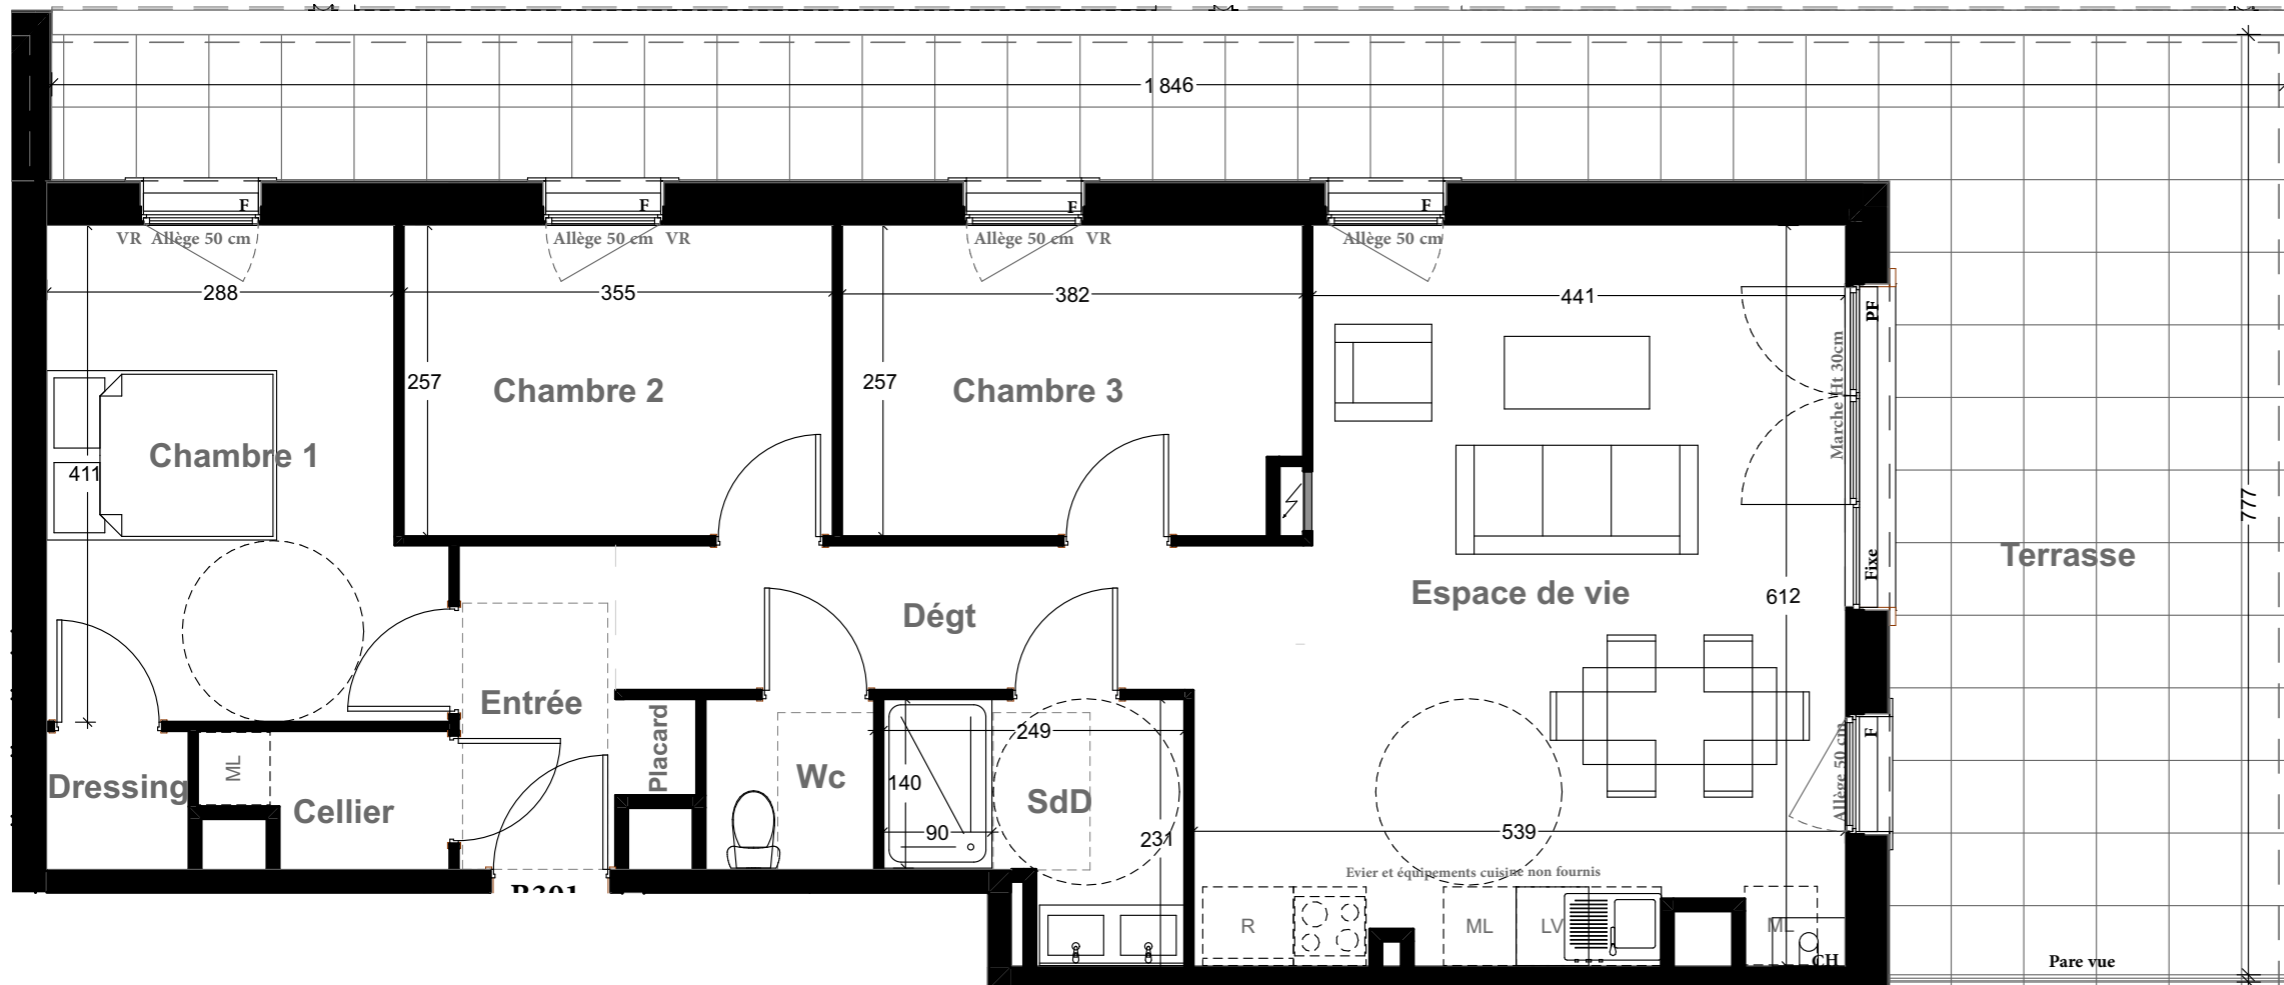 1 846
F
F
F
F
VR Allège 50 cm
Allège 50 cm VR
Allège 50 cm VR
Allège 50 cm
288
355
382
441
PF
Marche Ht 30cm
257
257
Chambre 2
Chambre 3
Chambre 1
411
777
Terrasse
Fixe
Espace de vie
612
Dégt
Entrée
Placard
249
F
Allège 50 cm
ML
Dressing
Cellier
Wc
140
SdD
90
231
539
Evier et équipements cuisine non fournis
B301
R
ML
LV
ML
CH
Pare vue